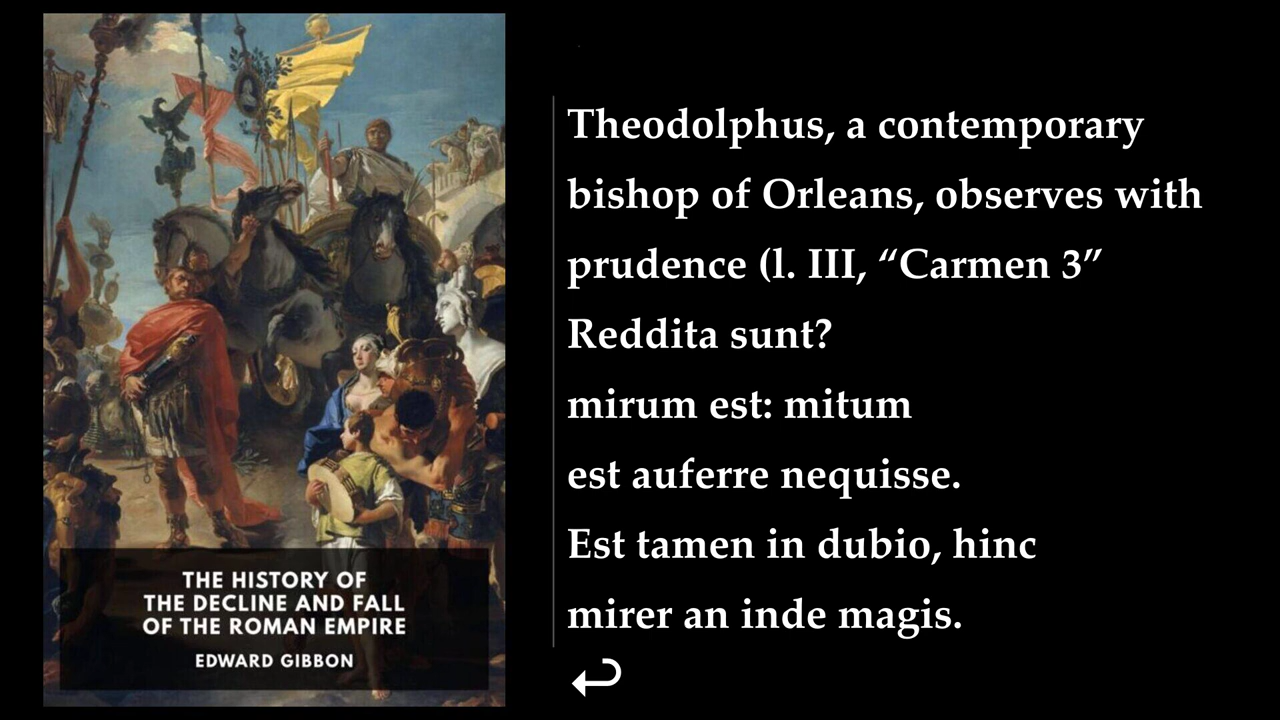 THE HISTORY OF
THE DECLINE AND FALL
OF THE ROMAN EMPIRE
EDWARD GIBBON
Theodolphus, a contemporary
bishop of Orleans, observes with
prudence (l. III, “Carmen 3”
Reddita sunt?
mirum est: mitum
est auferre nequisse.
Est tamen in dubio, hinc
mirer an inde magis.